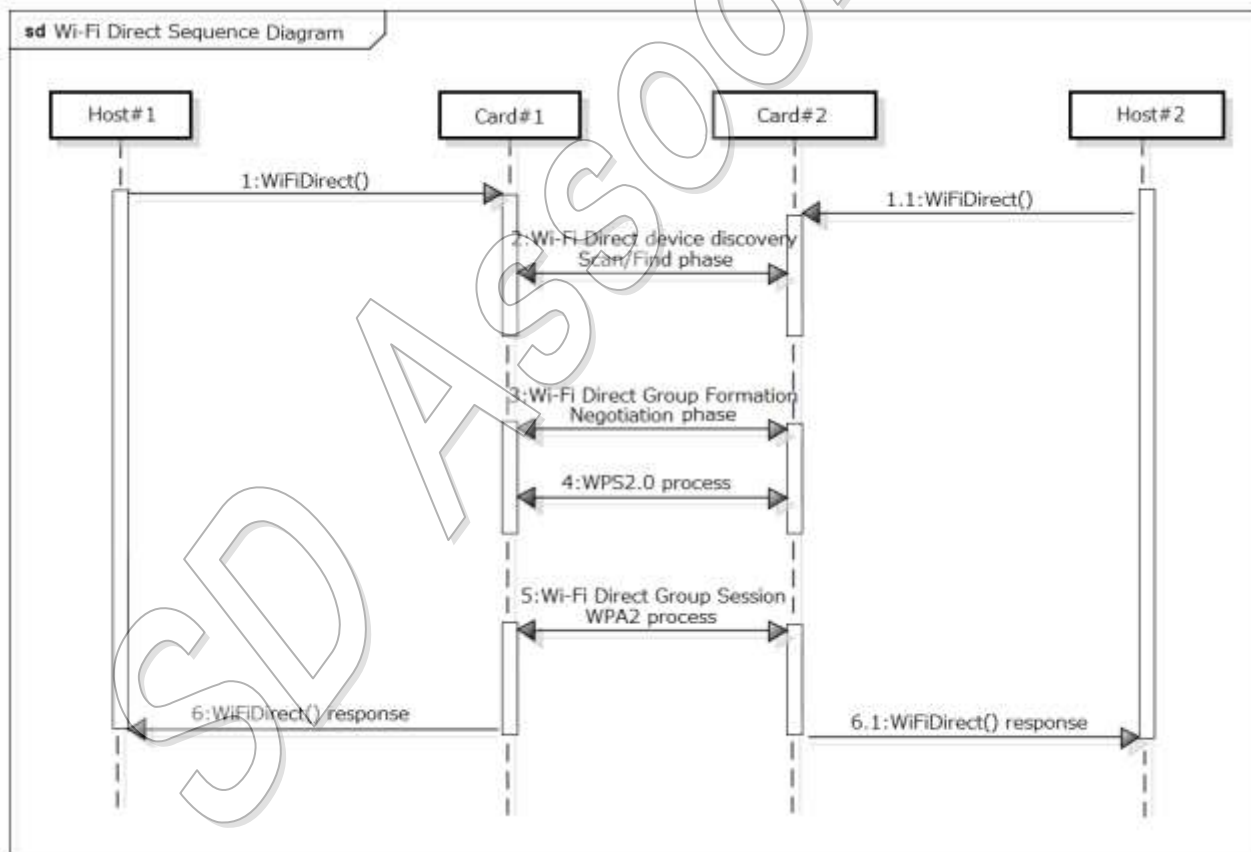 sd Wi-Fi Direct Sequence Diagram
Host#1
Card#1
Card#2
Host#2
1:WiFiDirect()
1.1:WiFiDirect()
2:Wi-Fi Direct device discovery
Scan/Find phase
3:Wi-Fi Direct Group Formation
Negotiation phase
4:WPS2.0 process
5:Wi-Fi Direct Group Session
WPA2 process
6:WiFiDirect() response
6.1:WiFiDirect() response
SD Asso